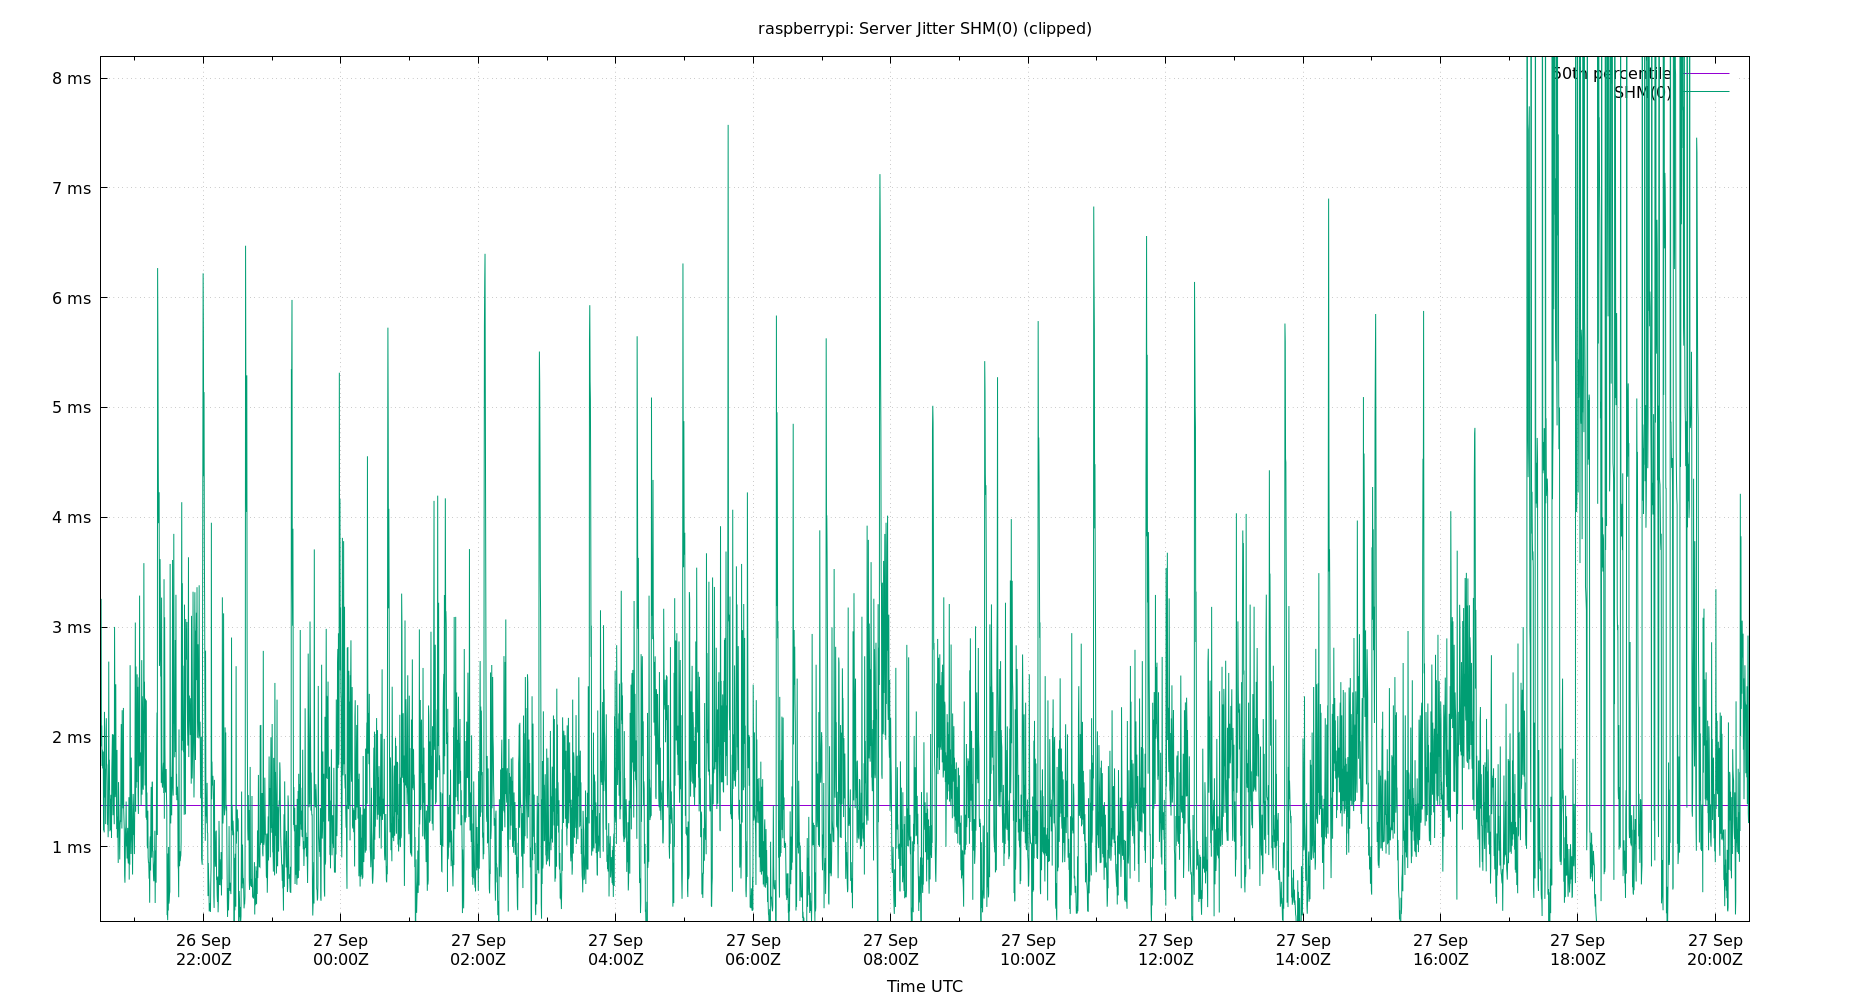 raspberrypi: Server Jitter SHM(0) (clipped)
8 ms
50th percentile
SHM(0)
7 ms
6 ms
5 ms
4 ms
3 ms
2 ms
1 ms
26 Sep 27 Sep 27 Sep 27 Sep 27 Sep 27 Sep 27 Sep 27 Sep 27 Sep 27 Sep 27 Sep 27 Sep
22:00Z 00:00Z 02:00Z 04:00Z 06:00Z 08:00Z 10:00Z 12:00Z 14:00Z 16:00Z 18:00Z 20:00Z
Time UTC